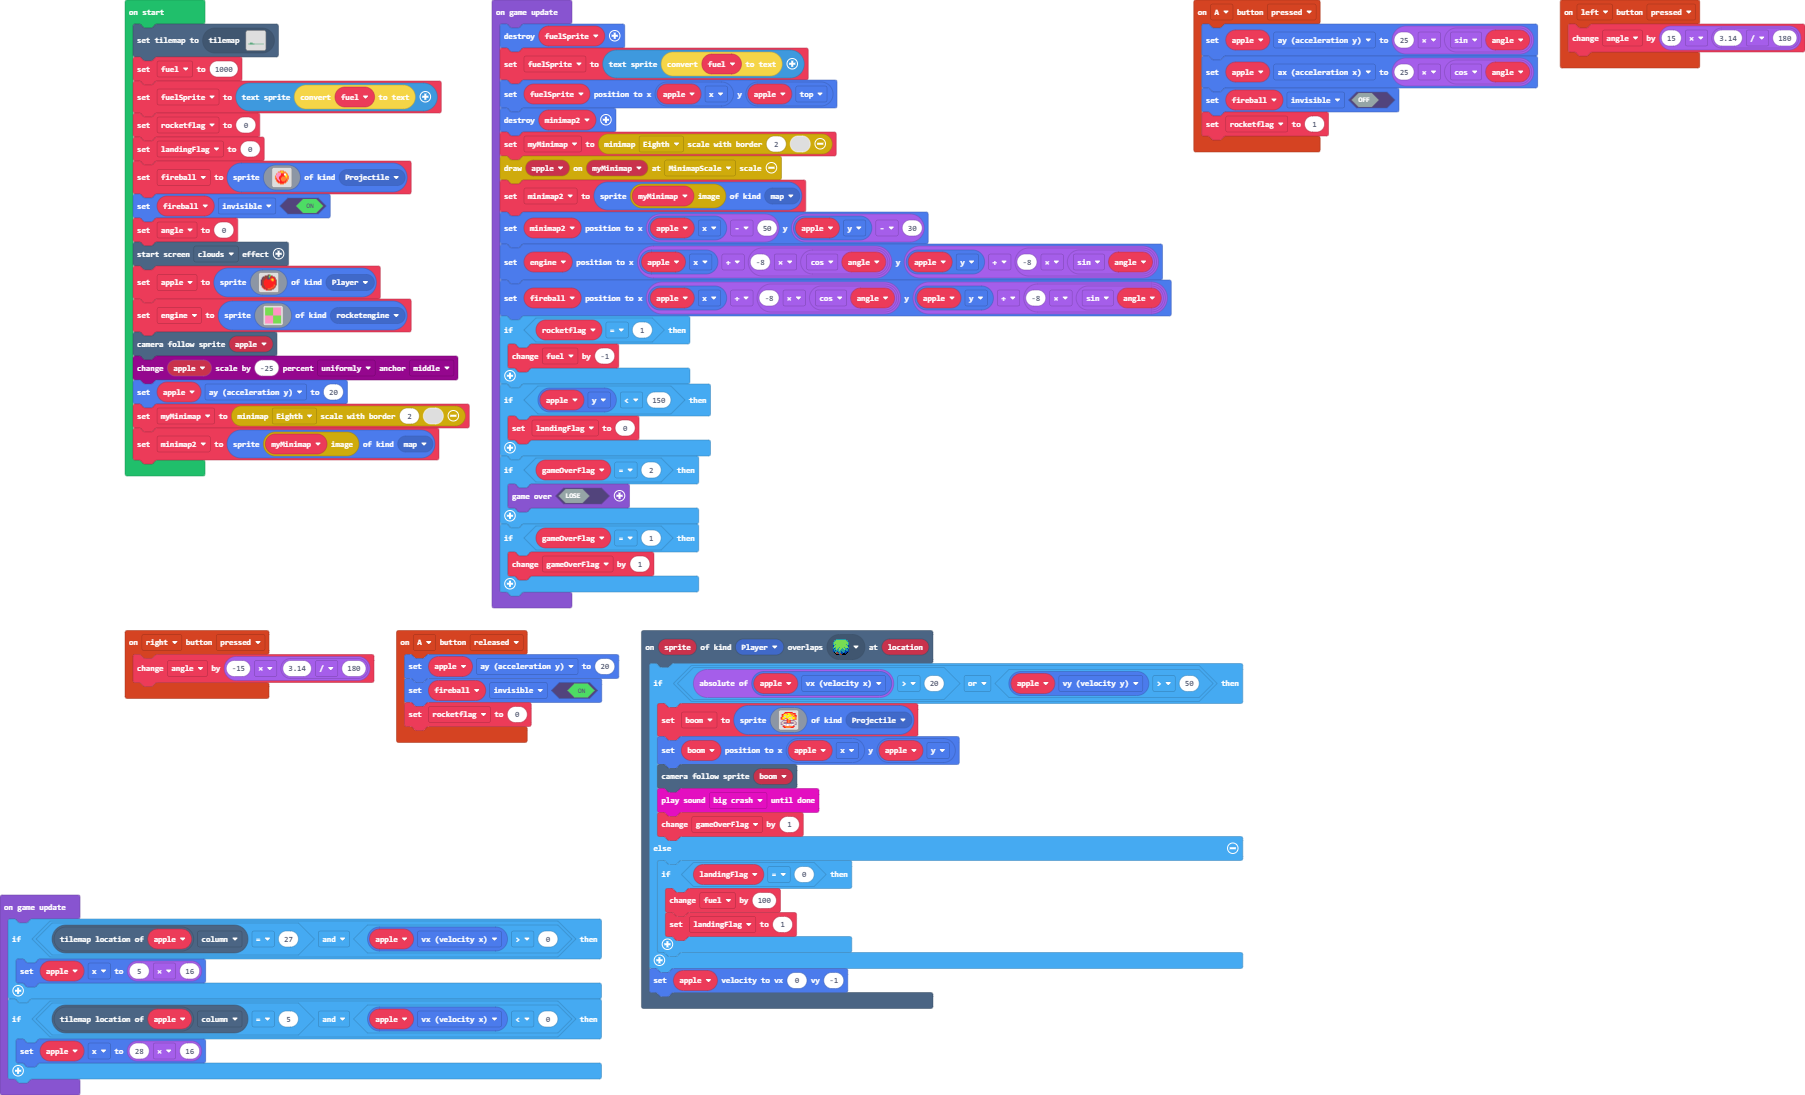 on start
set tilemap to tilemap
set fuel to 1000
set fuelSprite to text sprite convert fuel to text
set rocketflag to 0
set landingFlag to 0
set fireball to sprite of kind Projectile
set fireball invisible ON
set angle to 0
start screen clouds effect
set apple to sprite of kind Player
set engine to sprite of kind rocketengine
camera follow sprite apple
change apple scale by -25 percent uniformly anchor middle
set apple ay (acceleration y) to 20
set myMinimap to minimap Eighth scale with border 2
set minimap2 to sprite myMinimap image of kind map
on game update
destroy fuelSprite
set fuelSprite to text sprite convert fuel to text
set fuelSprite position to x apple x y apple top
destroy minimap2
set myMinimap to minimap Eighth scale with border 2
draw apple on myMinimap at MinimapScale scale
set minimap2 to sprite myMinimap image of kind map
set minimap2 position to x apple x - 50 y apple y - 30
set engine position to x apple x + -8 × cos angle y apple y + -8 × sin angle
set fireball position to x apple x + -8 × cos angle y apple y + -8 × sin angle
if rocketflag = 1 then
change fuel by -1
if apple y < 150 then
set landingFlag to 0
if gameOverFlag = 2 then
game over LOSE
if gameOverFlag = 1 then
change gameOverFlag by 1
on A button pressed
set apple ay (acceleration y) to 25 × sin angle
set apple ax (acceleration x) to 25 × cos angle
set fireball invisible OFF
set rocketflag to 1
on left button pressed
change angle by 15 × 3.14 / 180
on right button pressed
change angle by -15 × 3.14 / 180
on A button released
set apple ay (acceleration y) to 20
set fireball invisible ON
set rocketflag to 0
on sprite of kind Player overlaps at location
if absolute of apple vx (velocity x) > 20 or apple vy (velocity y) > 50 then
set boom to sprite of kind Projectile
set boom position to x apple x y apple y
camera follow sprite boom
play sound big crash until done
change gameOverFlag by 1
else
if landingFlag = 0 then
change fuel by 100
set landingFlag to 1
set apple velocity to vx 0 vy -1
on game update
if tilemap location of apple column = 27 and apple vx (velocity x) > 0 then
set apple x to 5 × 16
if tilemap location of apple column = 5 and apple vx (velocity x) < 0 then
set apple x to 28 × 16